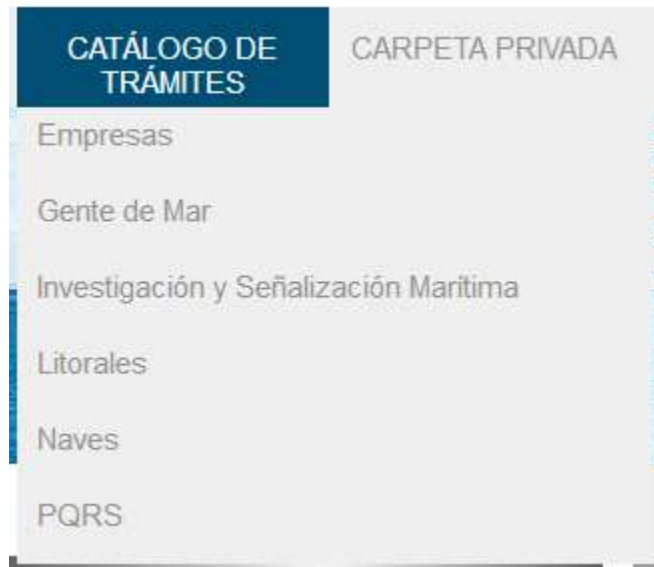 CATÁLOGO DE
TRÁMITES
CARPETA PRIVADA
Empresas
Gente de Mar
Investigación y Señalización Marítima
Litorales
Naves
PQRS